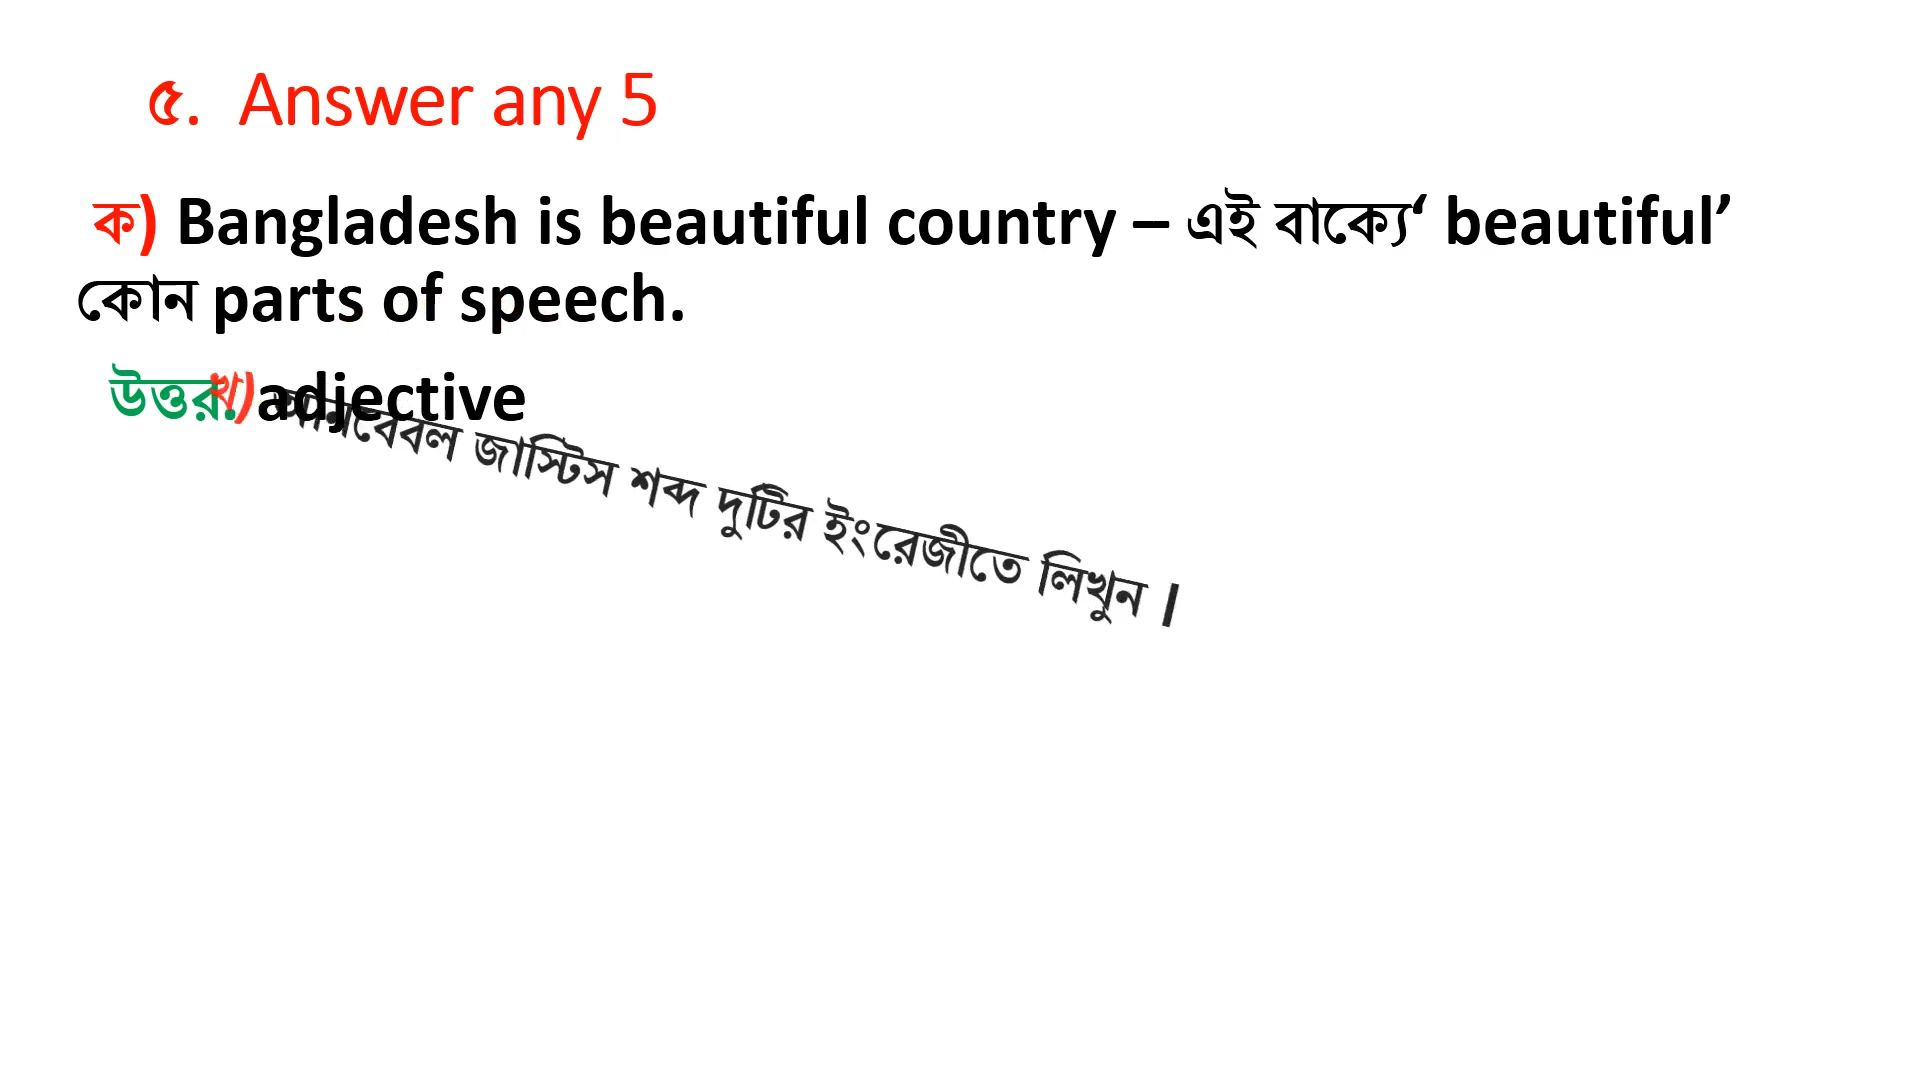 ৫. Answer any 5
ক) Bangladesh is beautiful country – এই বাক্যে‘ beautiful’
কোন parts of speech.
উত্তর: adjective
খ) জাস্টিস শব্দ দুটির ইংরেজীতে লিখুন।